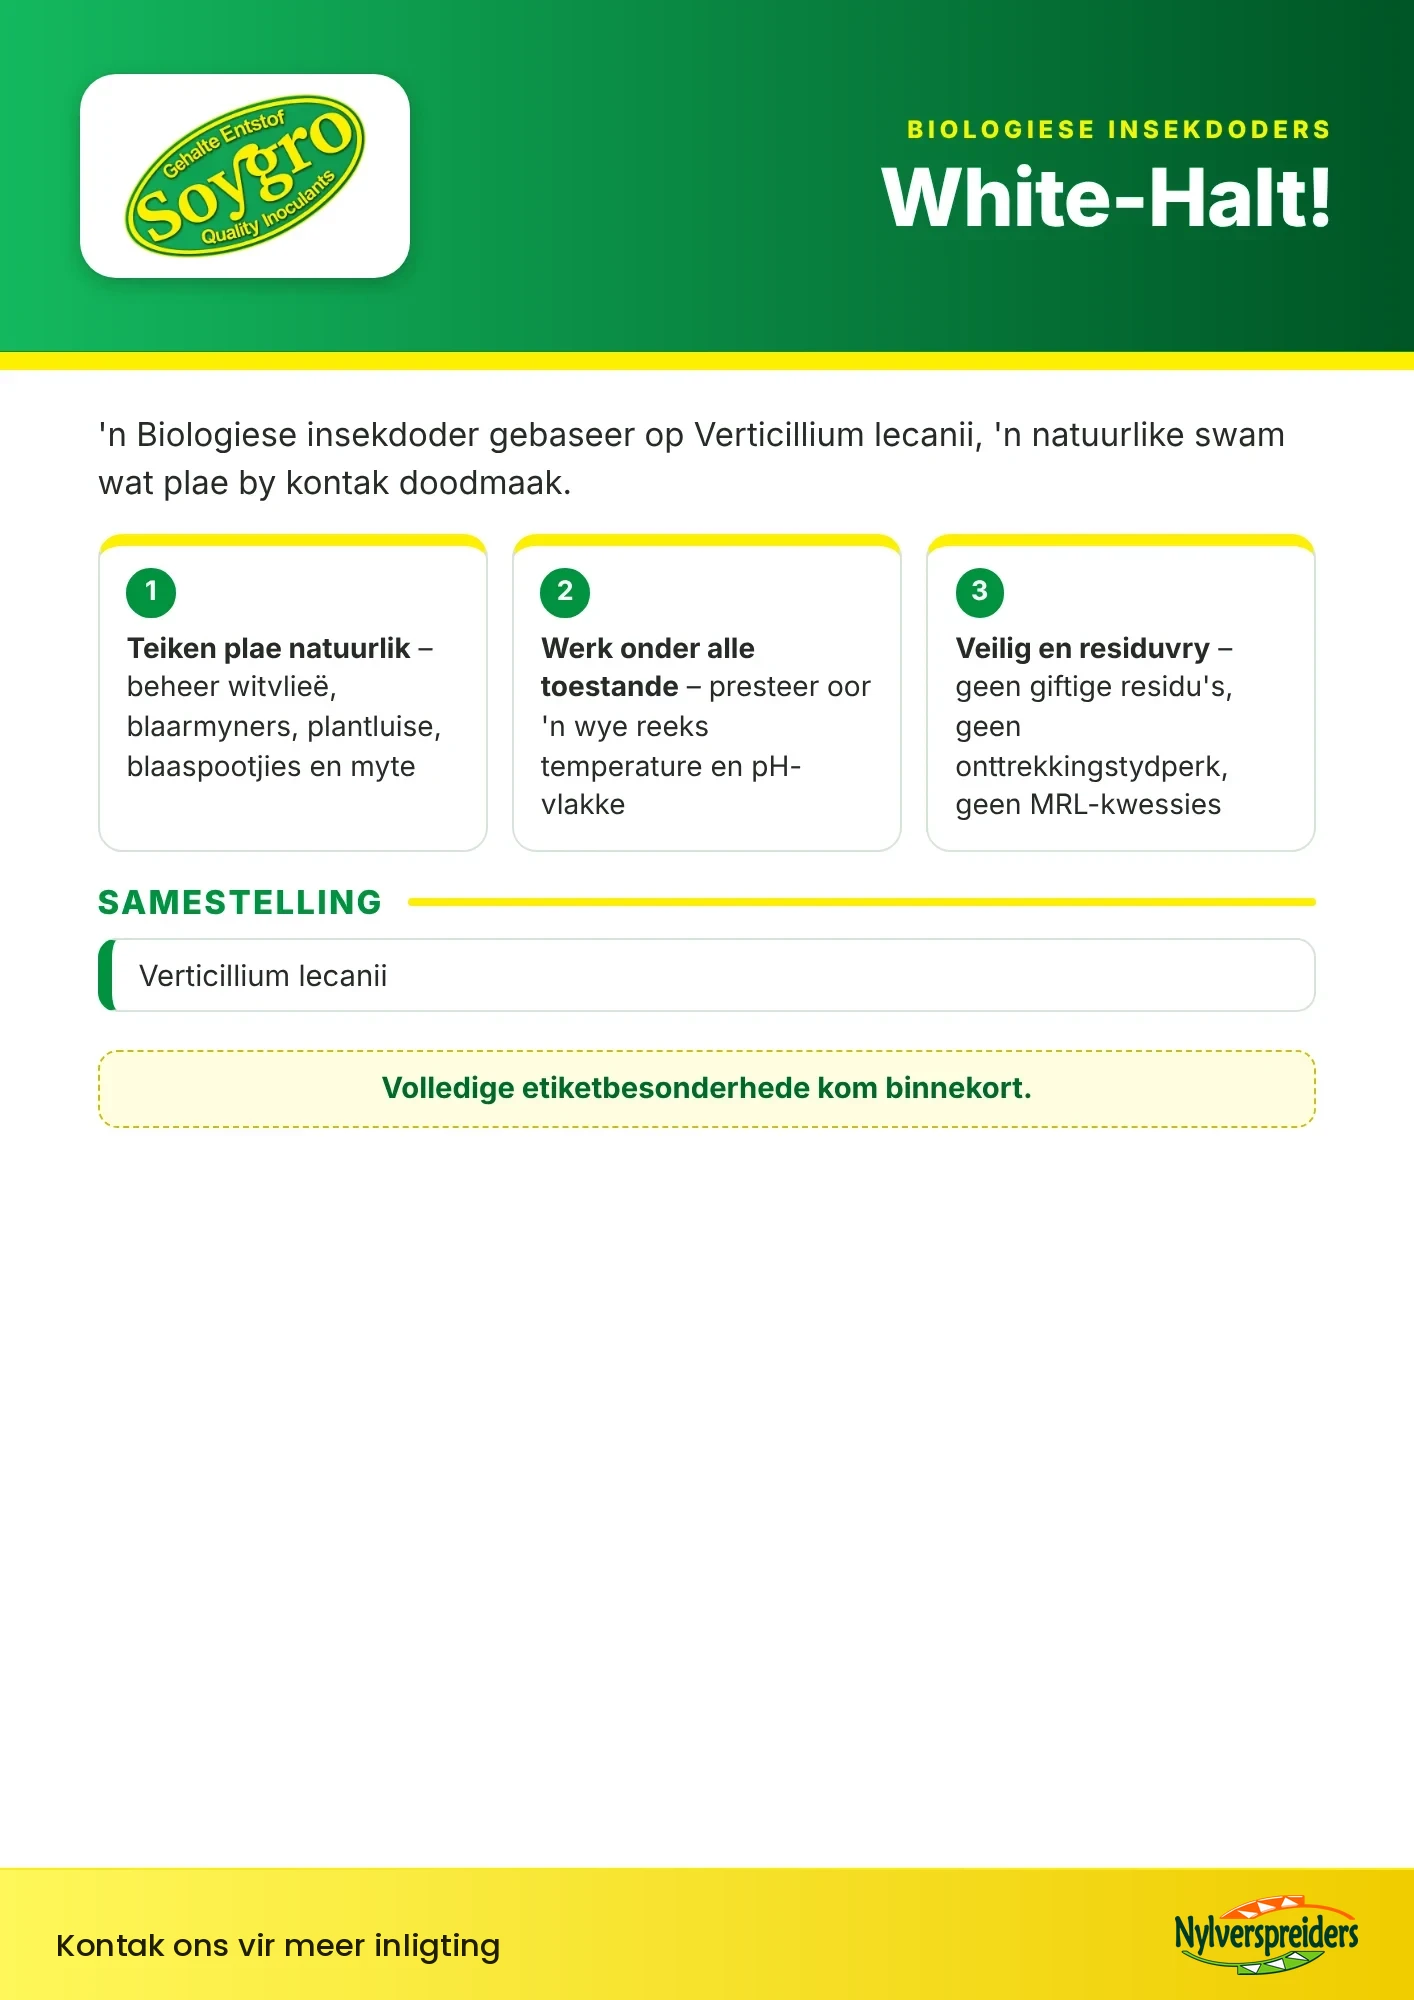 Gehalte Entstof
Soygro
Quality Inoculants
BIOLOGIESE INSEKDODERS
White-Halt!
'n Biologiese insekdoder gebaseer op Verticillium lecanii, 'n natuurlike swam
wat plae by kontak doodmaak.
1
Teiken plae natuurlik –
beheer witvlieë,
blaarmyners, plantluise,
blaaspootjies en myte
2
Werk onder alle
toestande – presteer oor
'n wye reeks
temperature en pH-
vlakke
3
Veilig en residuvry –
geen giftige residu's,
geen
onttrekkingstydperk,
geen MRL-kwessies
SAMESTELLING
Verticillium lecanii
Volledige etiketbesonderhede kom binnekort.
Kontak ons vir meer inligting
Nylverspreiders